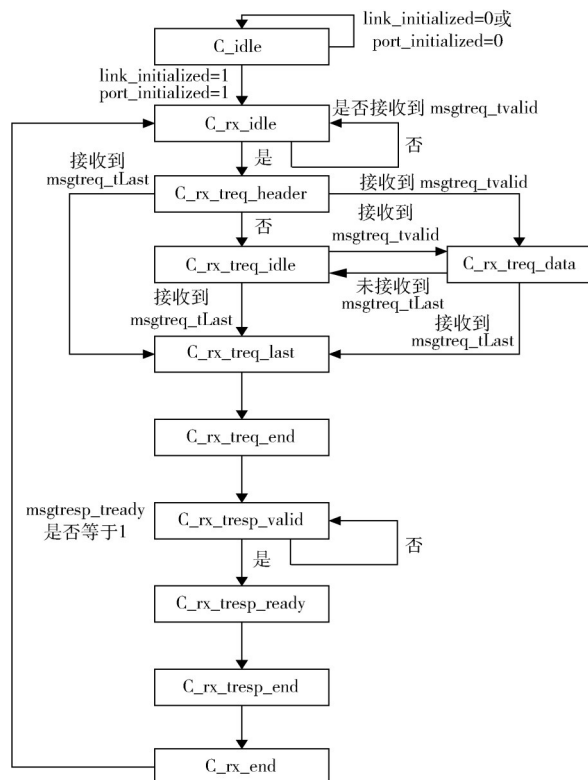 link_initialized=0或
port_initialized=0
C_idle
link_initialized=1
port_initialized=1
是否接收到 msgtreq_tvalid
C_rx_idle
否
是
接收到
msgtreq_tLast
C_rx_treq_header
接收到 msgtreq_tvalid
否
接收到
msgtreq_tvalid
C_rx_treq_idle
C_rx_treq_data
未接收到
msgtreq_tLast
接收到
msgtreq_tLast
接收到
msgtreq_tLast
C_rx_treq_last
C_rx_treq_end
msgtresp_tready
是否等于1
C_rx_tresp_valid
否
是
C_rx_tresp_ready
C_rx_tresp_end
C_rx_end